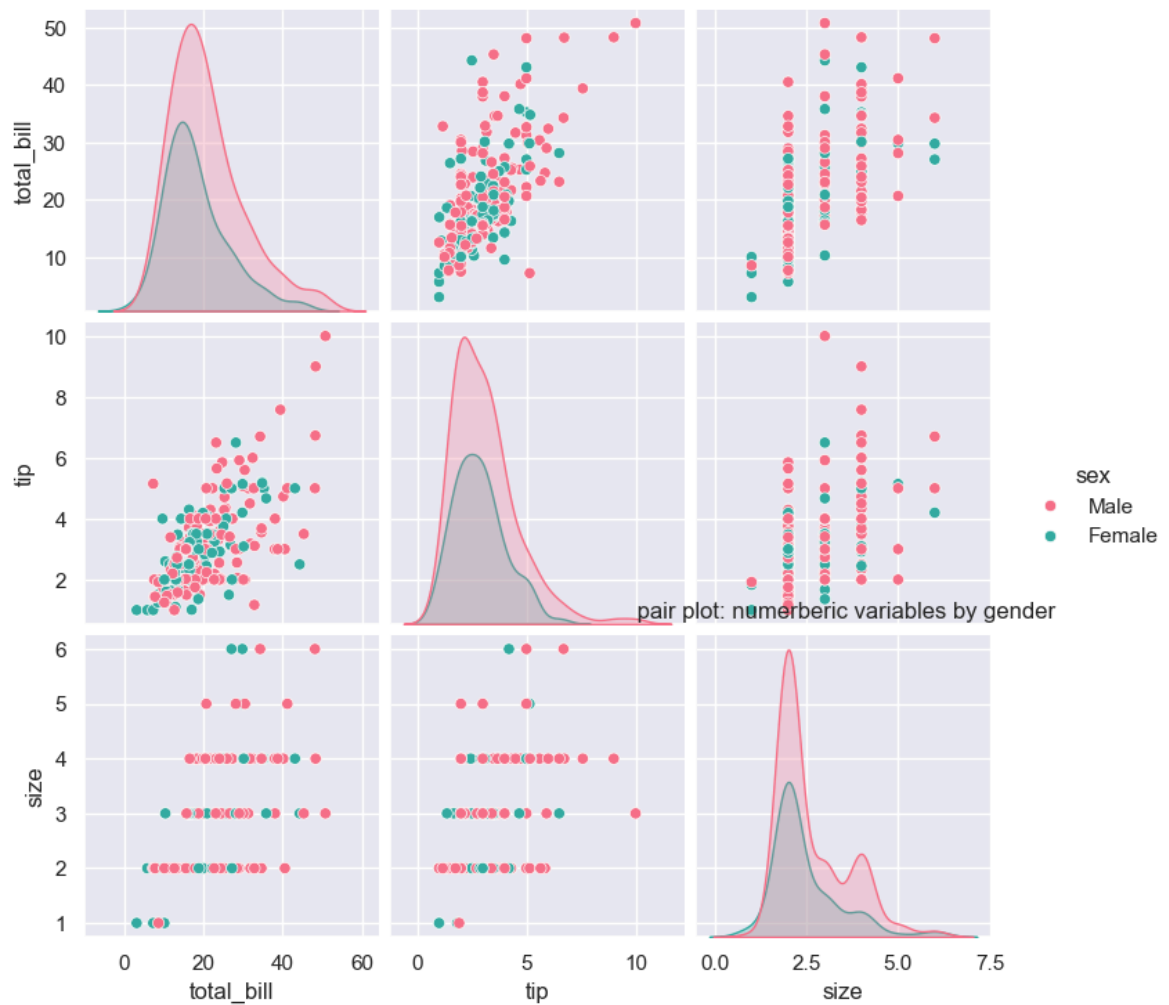 50
40
30
20
10
total_bill
10
8
6
4
2
tip
sex
Male
Female
pair plot: numerberic variables by gender
6
5
4
3
2
1
size
0 20 40 60
0 5 10
0.0 2.5 5.0 7.5
total_bill tip size